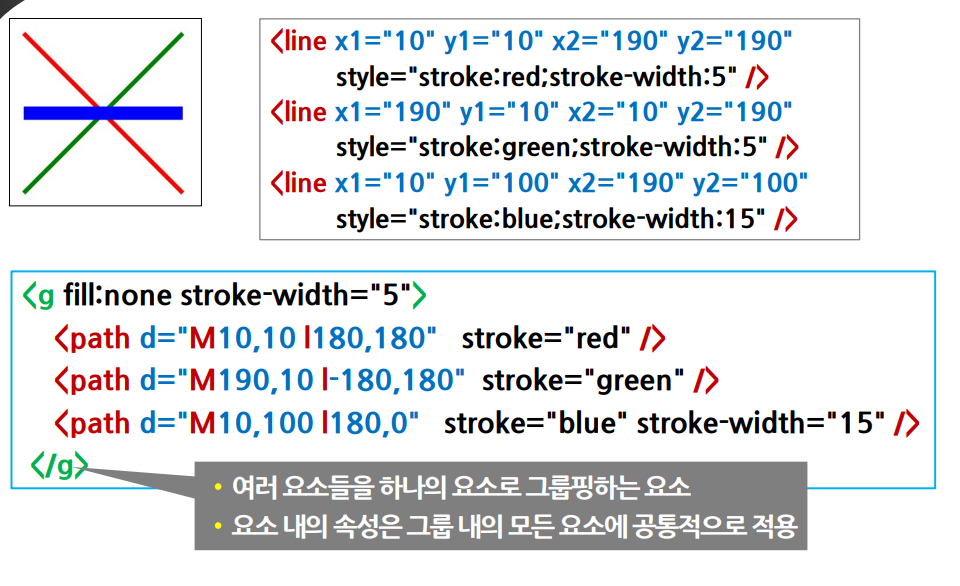 <line x1="10" y1="10" x2="190" y2="190"
style="stroke:red;stroke-width:5" />
<line x1="190" y1="10" x2="10" y2="190
style="stroke:green;stroke-width:5" />
<line x1="10" y1="100" x2="190" y2="100"
style="stroke:blue;stroke-width:15" />
<g fill:none stroke-width="5">
<path d="M10,10 l180,180" stroke="red" />
<path d="M190,10 l-180,180" stroke="green" />
<path d="M10,100 l180,0" stroke="blue" stroke-width="15" />
</g>
• 여러 요소들을 하나의 요소로 그룹핑하는 요소
• 요소 내의 속성은 그룹 내의 모든 요소에 공통적으로 적용